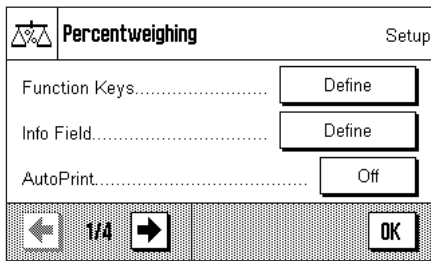 Percentweighing Setup
Function Keys........................ Define
Info Field............................... Define
AutoPrint.................................... Off
1/4 OK